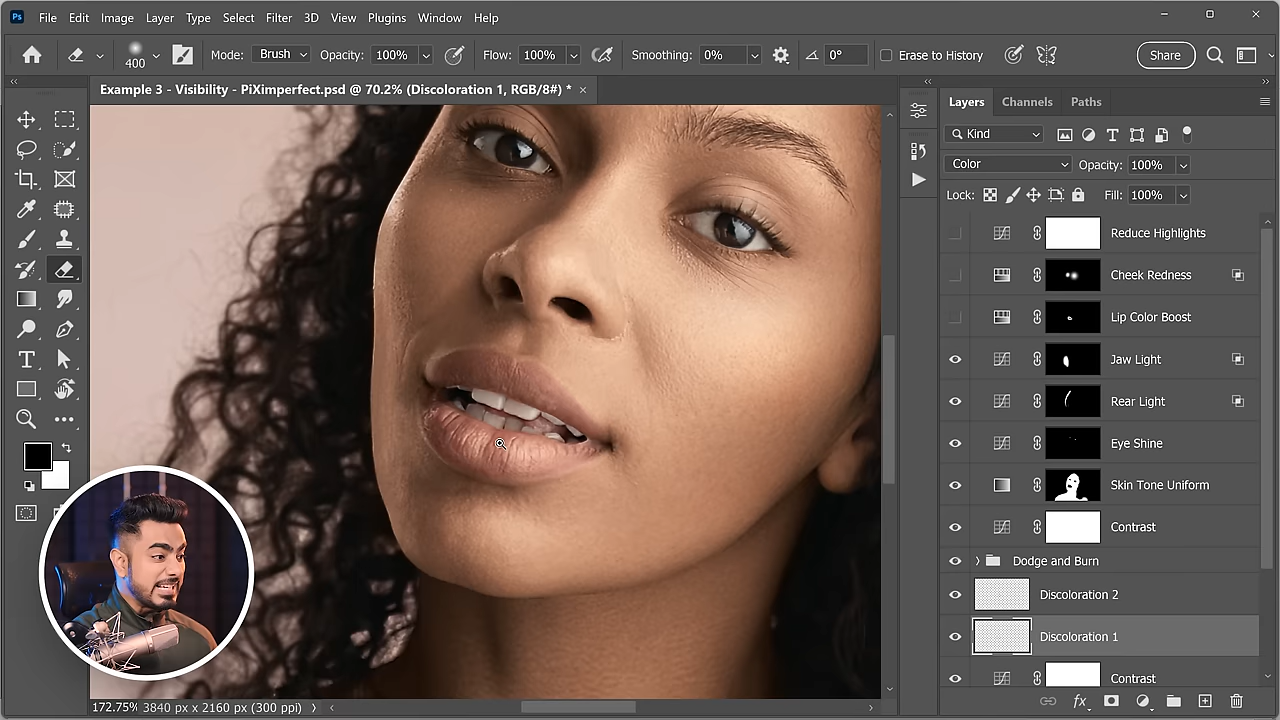 Ps File Edit Image Layer Type Select Filter 3D View Plugins Window Help
400 Mode: Brush Opacity: 100% Flow: 100% Smoothing: 0% 0° Erase to History Share
Example 3 - Visibility - PiXimperfect.psd @ 70.2% (Discoloration 1, RGB/8#) *
Layers Channels Paths
Kind
Color Opacity: 100%
Lock: Fill: 100%
Reduce Highlights
Cheek Redness
Lip Color Boost
Jaw Light
Rear Light
Eye Shine
Skin Tone Uniform
Contrast
Dodge and Burn
Discoloration 2
Discoloration 1
Contrast
172.75% 3840 px x 2160 px (300 ppi)
fx